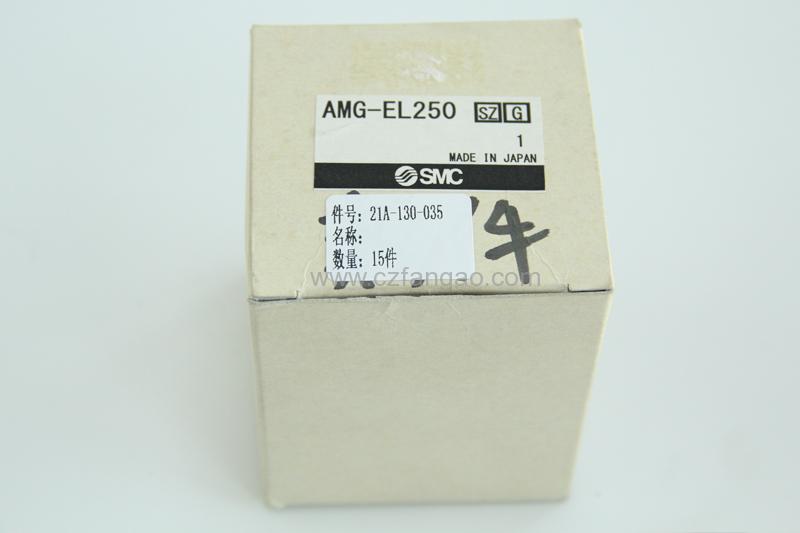 AMG-EL250 SZ G
1
MADE IN JAPAN
SMC
件号: 21A-130-035
名称:
数量: 15件
www.czfangao.com